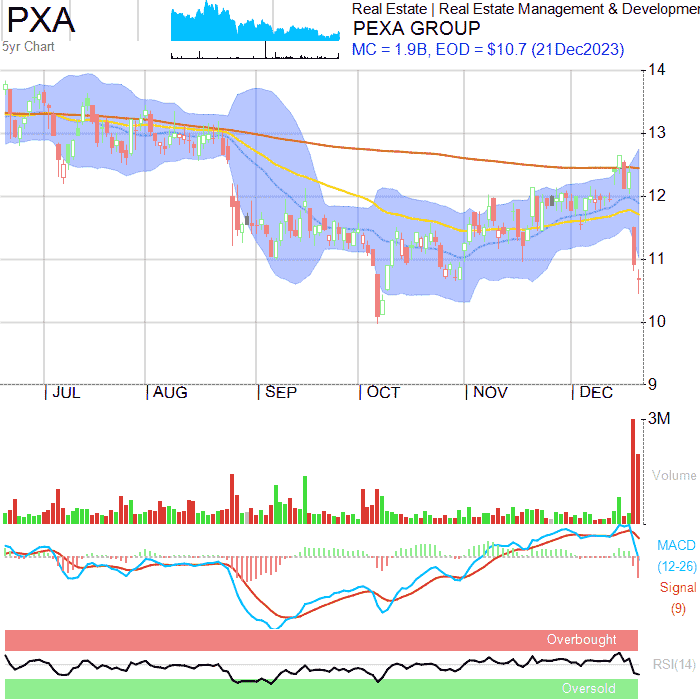 PXA
5yr Chart
Real Estate | Real Estate Management & Developmen
PEXA GROUP
MC = 1.9B, EOD = $10.7 (21Dec2023)
14
13
12
11
10
9
JUL AUG SEP OCT NOV DEC
3M
Volume
MACD
(12-26)
Signal
(9)
Overbought
RSI(14)
Oversold